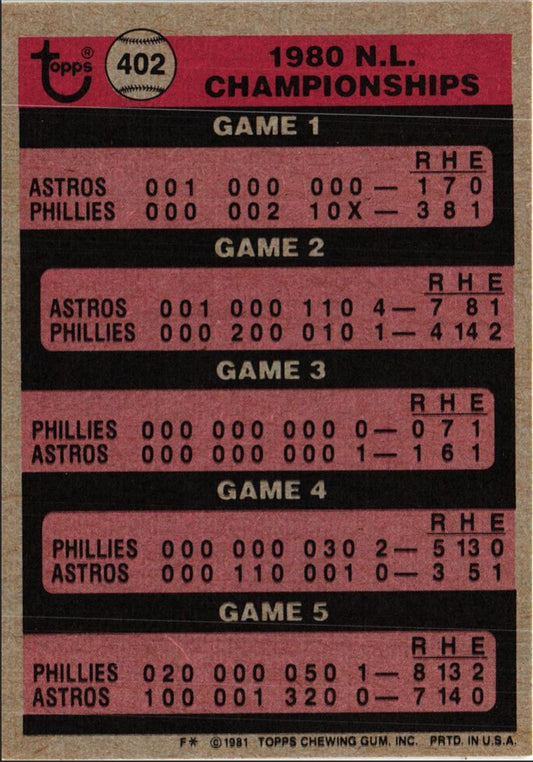 Topps® 402 1980 N.L.
CHAMPIONSHIPS
GAME 1
R H E
ASTROS 001 000 000 — 1 7 0
PHILLIES 000 002 10X — 3 8 1
GAME 2
R H E
ASTROS 001 000 110 4 — 7 8 1
PHILLIES 000 200 010 1 — 4 14 2
GAME 3
R H E
PHILLIES 000 000 000 0 — 0 7 1
ASTROS 000 000 000 1 — 1 6 1
GAME 4
R H E
PHILLIES 000 000 030 2 — 5 13 0
ASTROS 000 110 001 0 — 3 5 1
GAME 5
R H E
PHILLIES 020 000 050 1 — 8 13 2
ASTROS 100 001 320 0 — 7 14 0
F* ©1981 TOPPS CHEWING GUM, INC. PRTD. IN U.S.A.